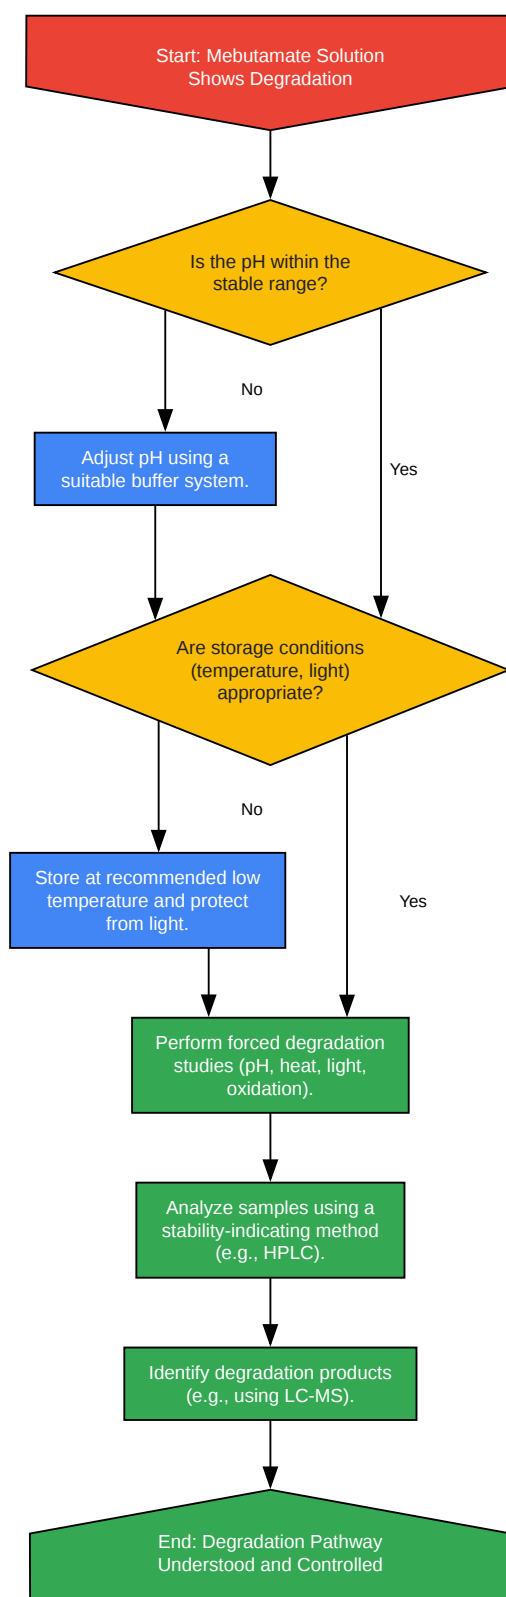 Start: Mebutamate Solution
Shows Degradation
Is the pH within the
stable range?
No
Adjust pH using a
suitable buffer system.
Yes
Are storage conditions
(temperature, light)
appropriate?
No
Store at recommended low
temperature and protect
from light.
Yes
Perform forced degradation
studies (pH, heat, light,
oxidation).
Analyze samples using a
stability-indicating method
(e.g., HPLC).
Identify degradation products
(e.g., using LC-MS).
End: Degradation Pathway
Understood and Controlled